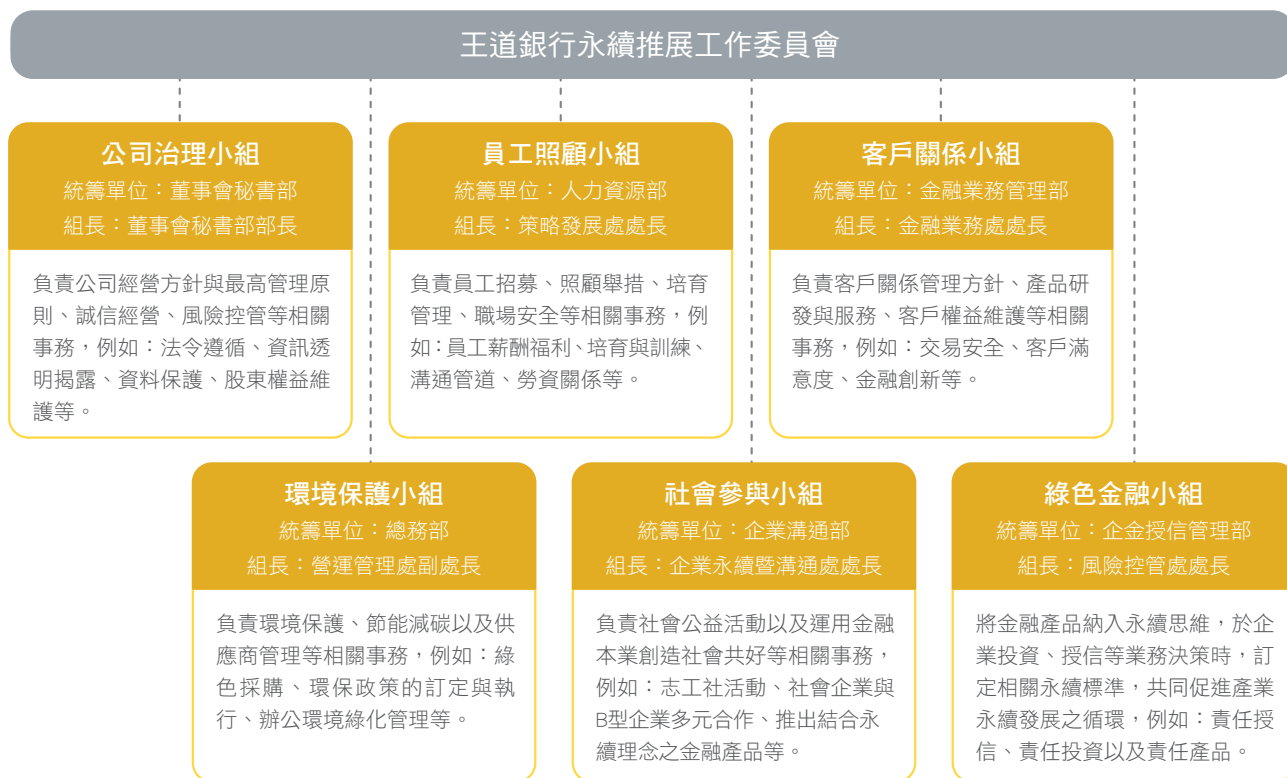 王道銀行永續推展工作委員會
公司治理小組
統籌單位：董事會秘書部
組長：董事會秘書部部長
負責公司經營方針與最高管理原
則、誠信經營、風險控管等相關
事務，例如：法令遵循、資訊透
明揭露、資料保護、股東權益維
護等。
員工照顧小組
統籌單位：人力資源部
組長：策略發展處處長
負責員工招募、照顧舉措、培育
管理、職場安全等相關事務，例
如：員工薪酬福利、培育與訓練、
溝通管道、勞資關係等。
客戶關係小組
統籌單位：金融業務管理部
組長：金融業務處處長
負責客戶關係管理方針、產品研
發與服務、客戶權益維護等相關
事務，例如：交易安全、客戶滿
意度、金融創新等。
環境保護小組
統籌單位：總務部
組長：營運管理處副處長
負責環境保護、節能減碳以及供
應商管理等相關事務，例如：綠
色採購、環保政策的訂定與執
行、辦公環境綠化管理等。
社會參與小組
統籌單位：企業溝通部
組長：企業永續暨溝通處處長
負責社會公益活動以及運用金融
本業創造社會共好等相關事務，
例如：志工社活動、社會企業與
B型企業多元合作、推出結合永
續理念之金融產品等。
綠色金融小組
統籌單位：企金授信管理部
組長：風險控管處處長
將金融產品納入永續思維，於企
業投資、授信等業務決策時，訂
定相關永續標準，共同促進產業
永續發展之循環，例如：責任授
信、責任投資以及責任產品。